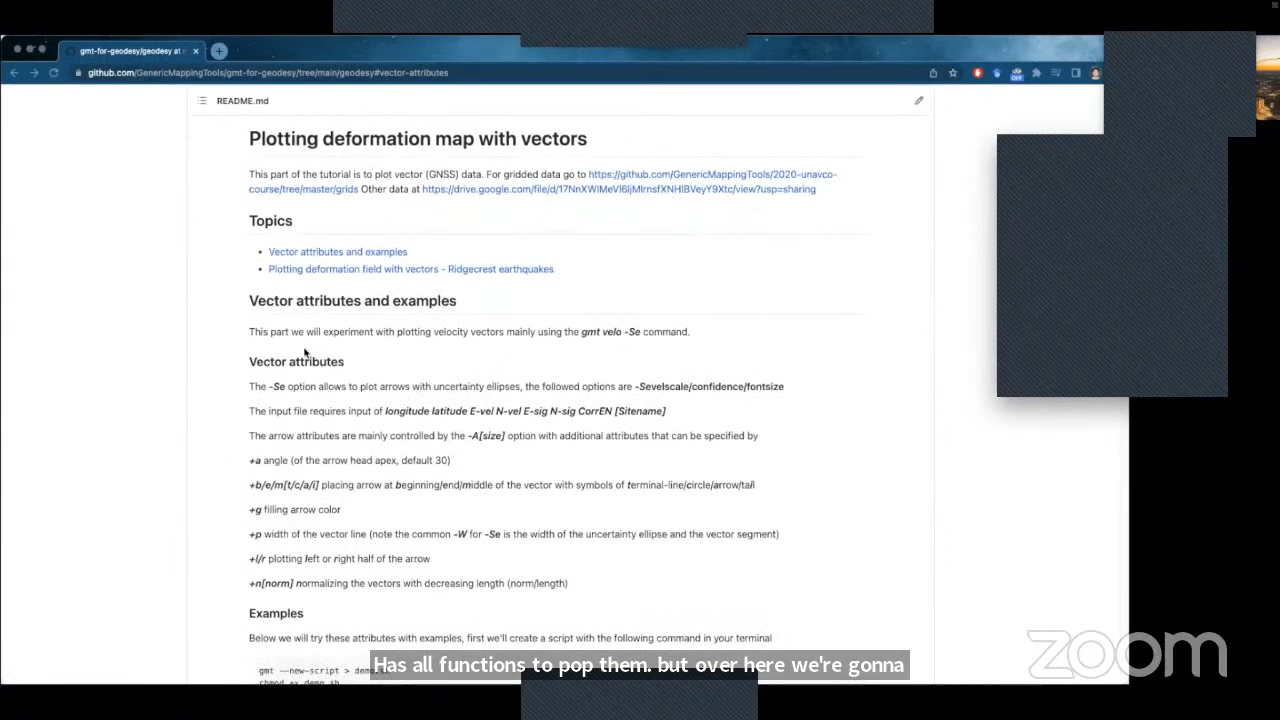 gmt-for-geodesy/geodesy at
github.com/GenericMappingTools/gmt-for-geodesy/tree/main/geodesy#vector-attributes
OFF
README.md
Plotting deformation map with vectors
This part of the tutorial is to plot vector (GNSS) data. For gridded data go to https://github.com/GenericMappingTools/2020-unavco-
course/tree/master/grids Other data at
Topics
Vector attributes and examples
Plotting deformation field with vectors - Ridgecrest earthquakes
Vector attributes and examples
This part we will experiment with plotting velocity vectors mainly using the gmt velo -Se command.
Vector attributes
The -Se option allows to plot arrows with uncertainty ellipses, the followed options are -Sevelscale/confidence/fontsize
The input file requires input of longitude latitude E-vel N-vel E-sig N-sig CorrEN [Sitename]
The arrow attributes are mainly controlled by the -A[size] option with additional attributes that can be specified by
+a angle (of the arrow head apex, default 30)
+b/e/m[t/c/a/i] placing arrow at beginning/end/middle of the vector with symbols of terminal-line/circle/arrow/tail
+g filling arrow color
+p width of the vector line (note the common -W for -Se is the width of the uncertainty ellipse and the vector segment)
+l/r plotting left or right half of the arrow
+n[norm] normalizing the vectors with decreasing length (norm/length)
Examples
Below we will try these attributes with examples, first we'll create a script with the following command in your terminal
gmt --new-script > demo.sh
chmod +x demo.sh
Has all functions to pop them. but over here we're gonna
zoom